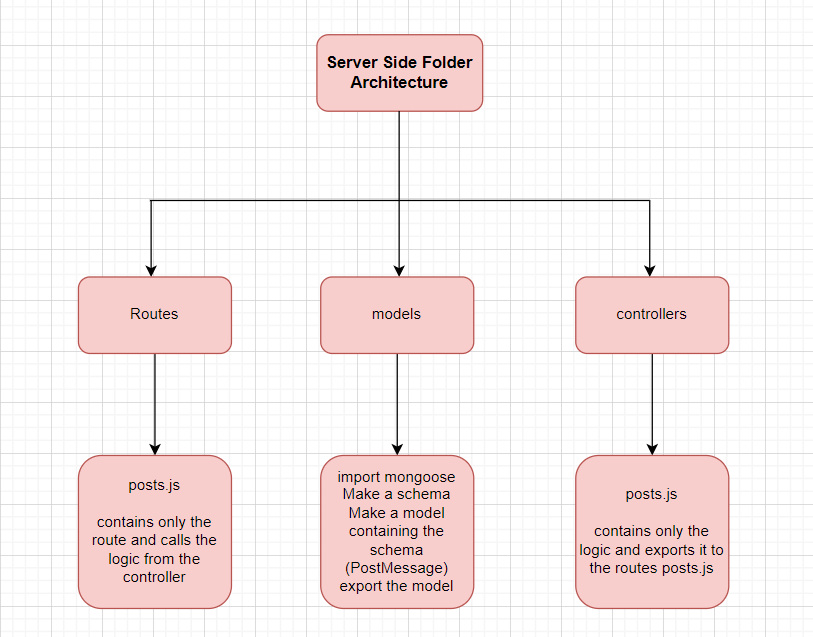 Server Side Folder
Architecture
Routes
models
controllers
posts.js
contains only the
route and calls the
logic from the
controller
import mongoose
Make a schema
Make a model
containing the
schema
(PostMessage)
export the model
posts.js
contains only the
logic and exports it to
the routes posts.js